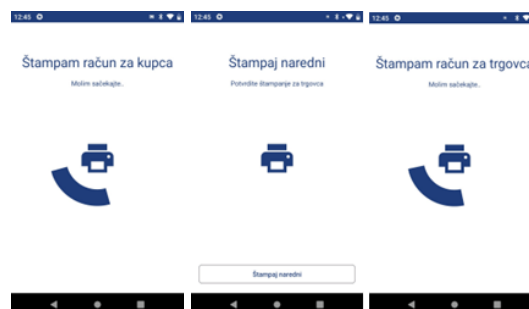 12:45
Štampam račun za kupca
Molim sačekajte..
12:45
Štampaj naredni
Potvrdite štampanje za trgovca
Štampaj naredni
12:45
Štampam račun za trgovca
Molim sačekajte..